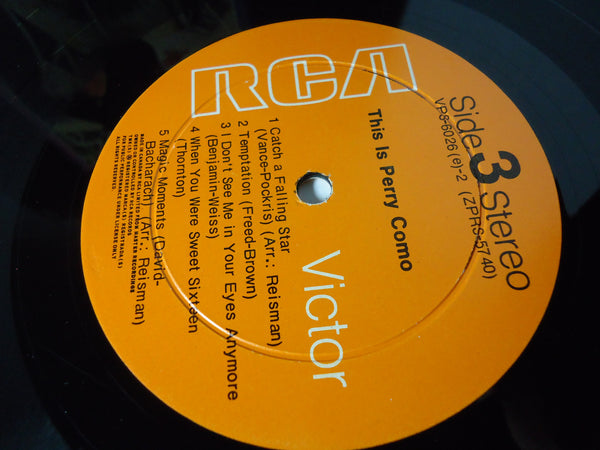 RCA
Victor
This Is Perry Como
Side 3 Stereo
VPS-6026(e)-2 (ZPRS-5740)
1 Catch a Falling Star
(Vance-Pockris) (Arr.: Reisman)
2 Temptation (Freed-Brown)
3 I Don't See Me in Your Eyes Anymore
(Benjamin-Weiss)
4 When You Were Sweet Sixteen
(Thornton)
5 Magic Moments (David-
Bacharach) (Arr.: Reisman)